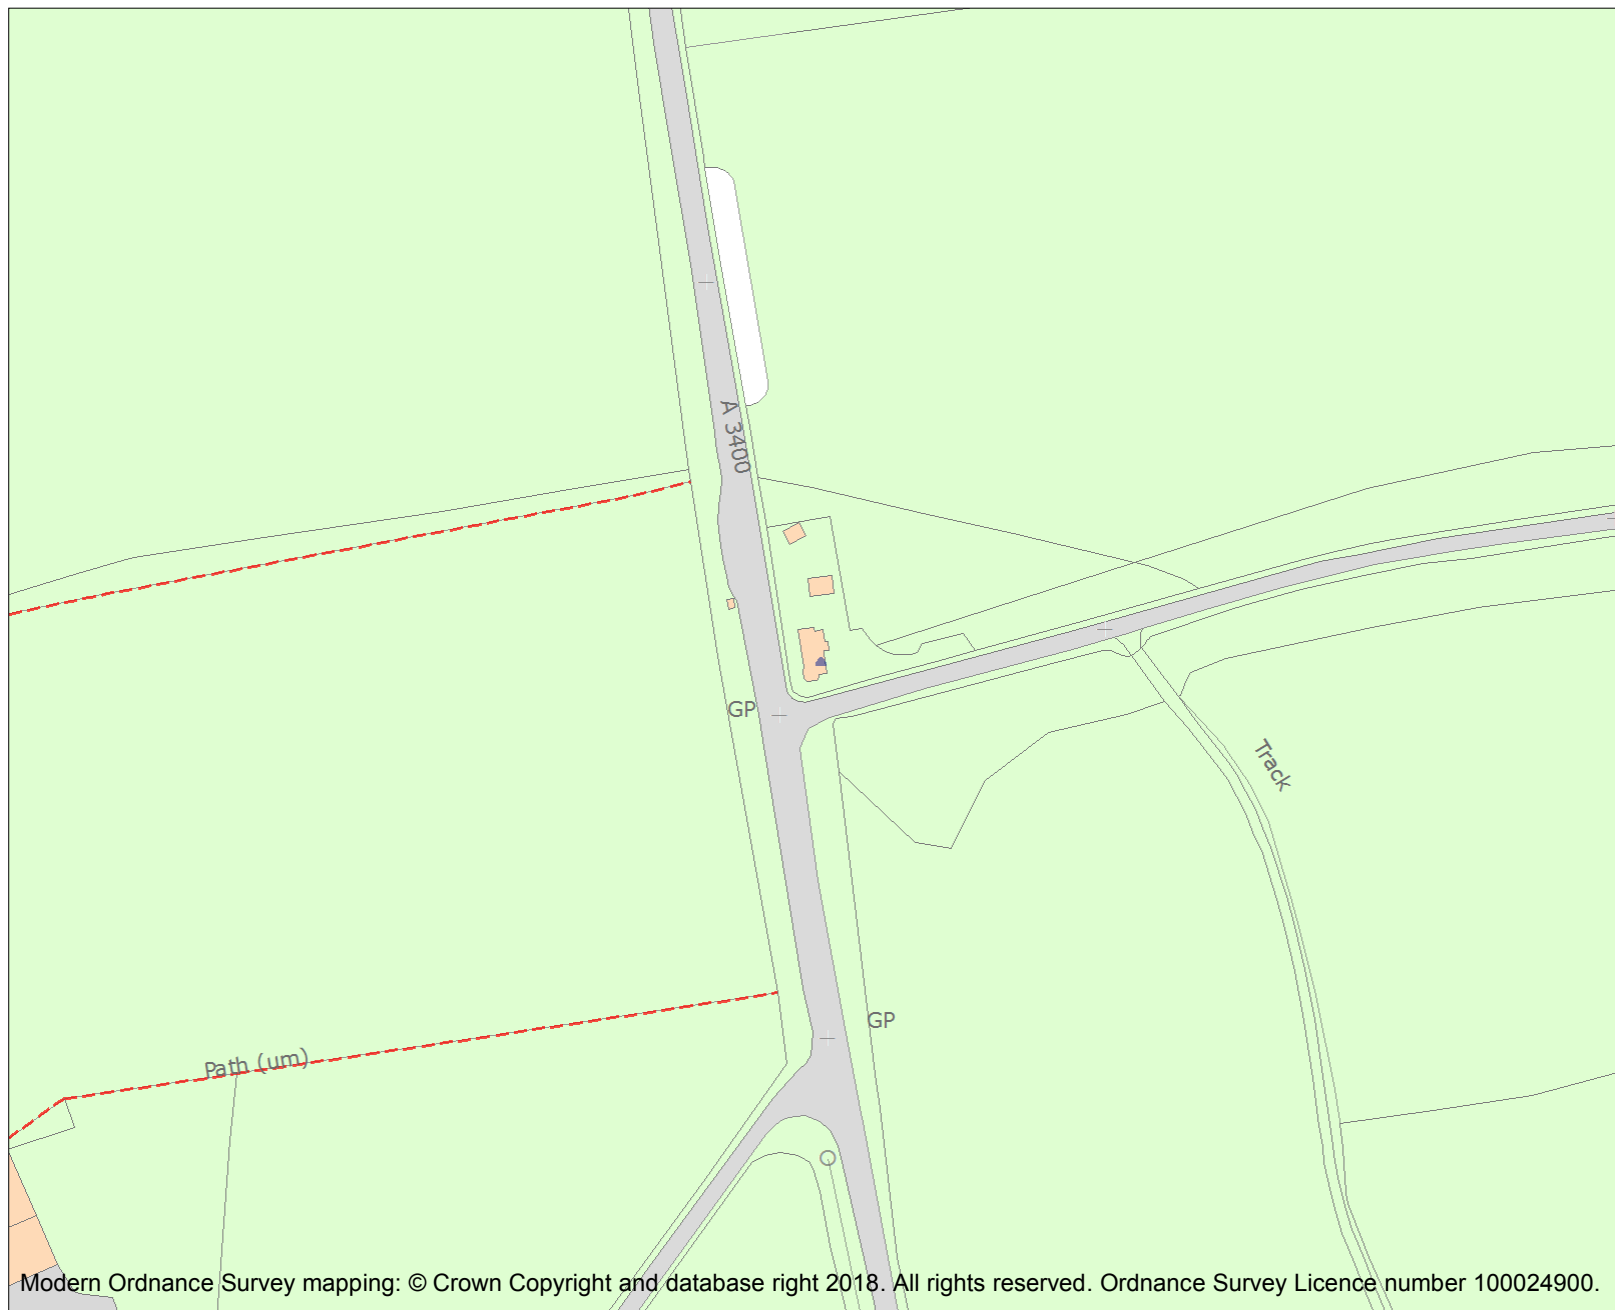 A 3400
GP
Track
GP
Path (um)
Modern Ordnance Survey mapping: © Crown Copyright and database right 2018. All rights reserved. Ordnance Survey Licence number 100024900.